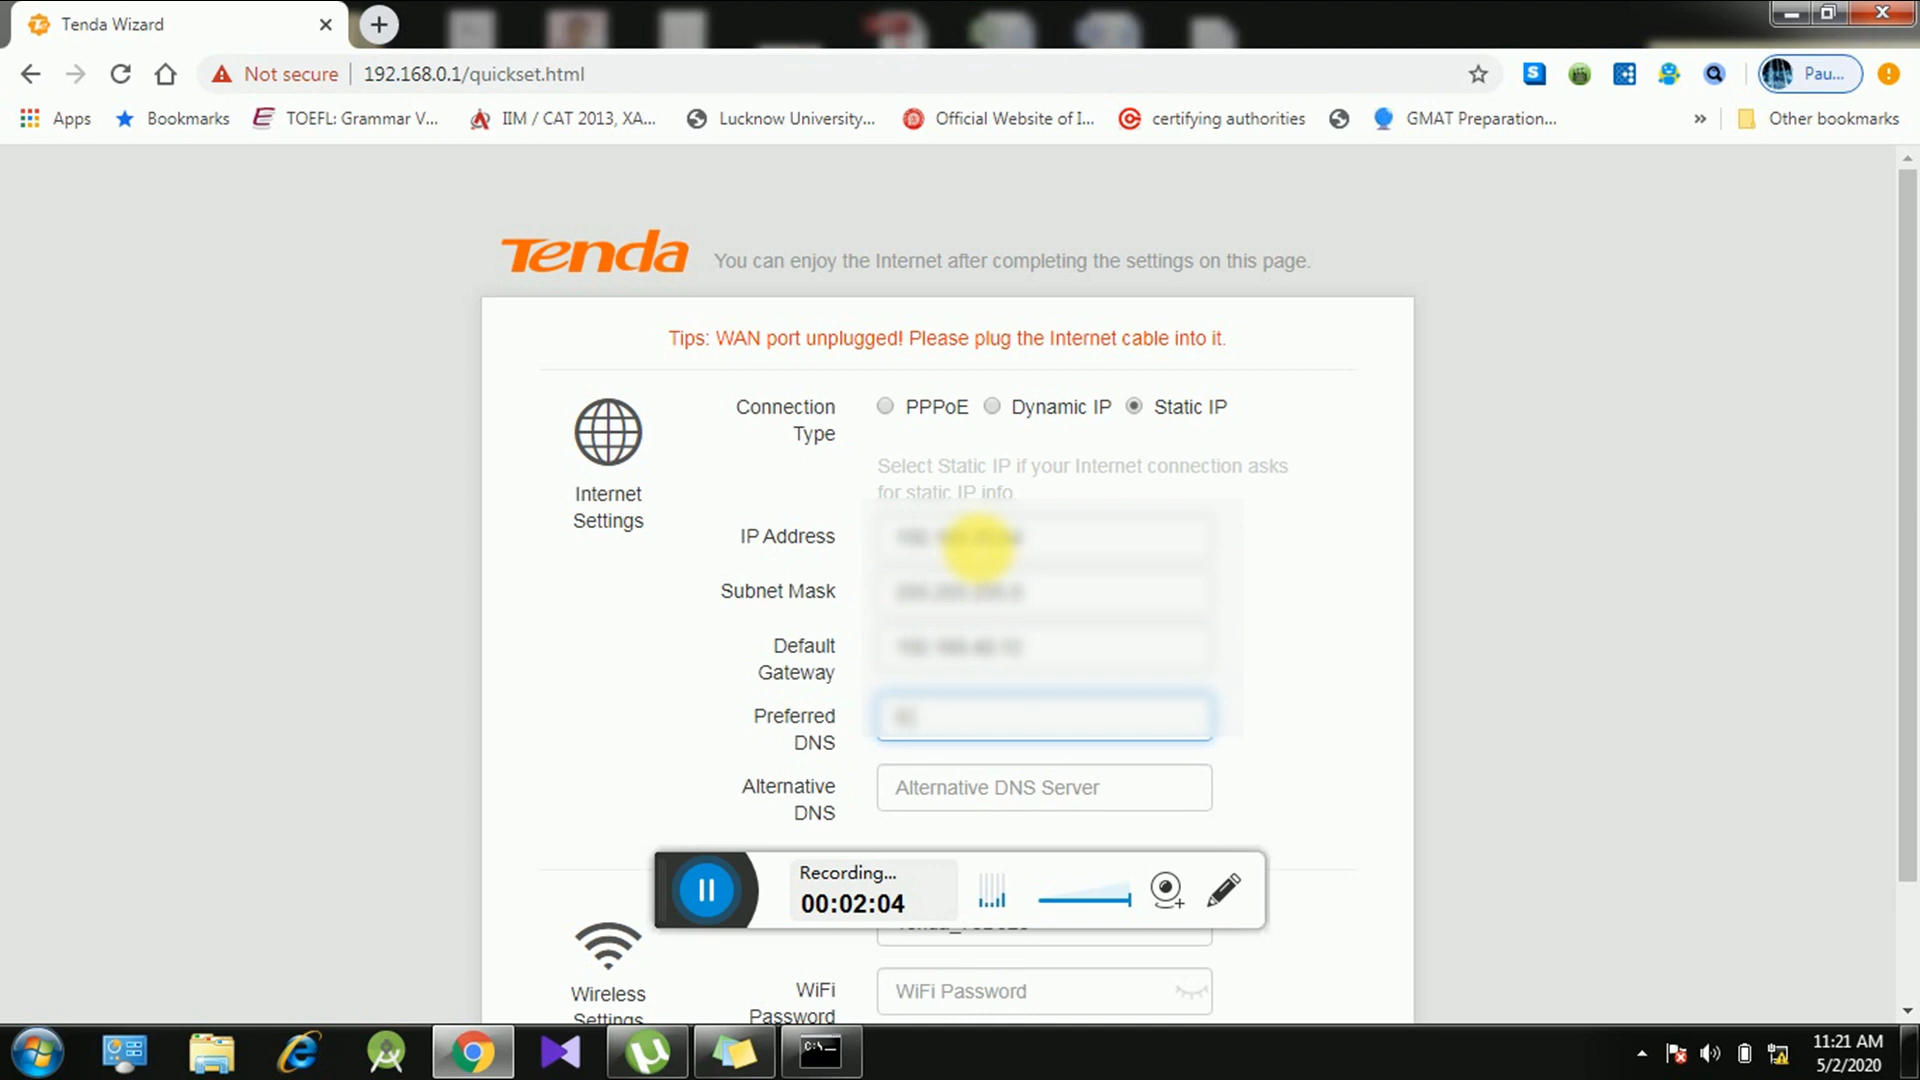 Tenda Wizard
Not secure
192.168.0.1/quickset.html
Pau...
Apps
Bookmarks
TOEFL: Grammar V...
IIM / CAT 2013, XA...
Lucknow University...
Official Website of I...
certifying authorities
GMAT Preparation...
Other bookmarks
Tenda
You can enjoy the Internet after completing the settings on this page.
Tips: WAN port unplugged! Please plug the Internet cable into it.
Connection
Type
PPPoE
Dynamic IP
Static IP
Select Static IP if your Internet connection asks
for static IP info
Internet
Settings
IP Address
Subnet Mask
Default
Gateway
Preferred
DNS
Alternative
DNS
Alternative DNS Server
Recording...
00:02:04
Wireless
Settings
WiFi
Password
WiFi Password
11:21 AM
5/2/2020